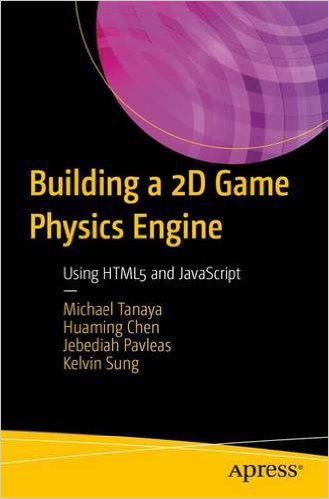 Building a 2D Game
Physics Engine
Using HTML5 and JavaScript
Michael Tanaya
Huaming Chen
Jebediah Pavleas
Kelvin Sung
Apress®